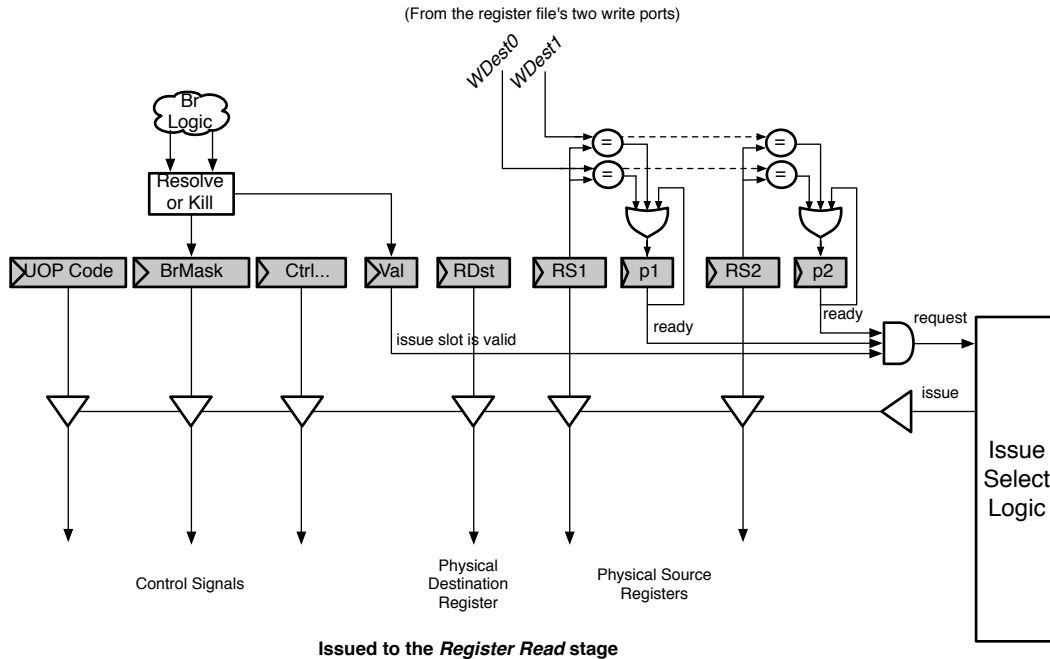 (From the register file's two write ports)
WDest0
WDest1
Br
Logic
=
=
=
=
Resolve
or Kill
UOP Code
BrMask
Ctrl...
Val
RDst
RS1
p1
RS2
p2
ready
ready
request
issue slot is valid
issue
Issue
Select
Logic
Control Signals
Physical
Destination
Register
Physical Source
Registers
Issued to the Register Read stage